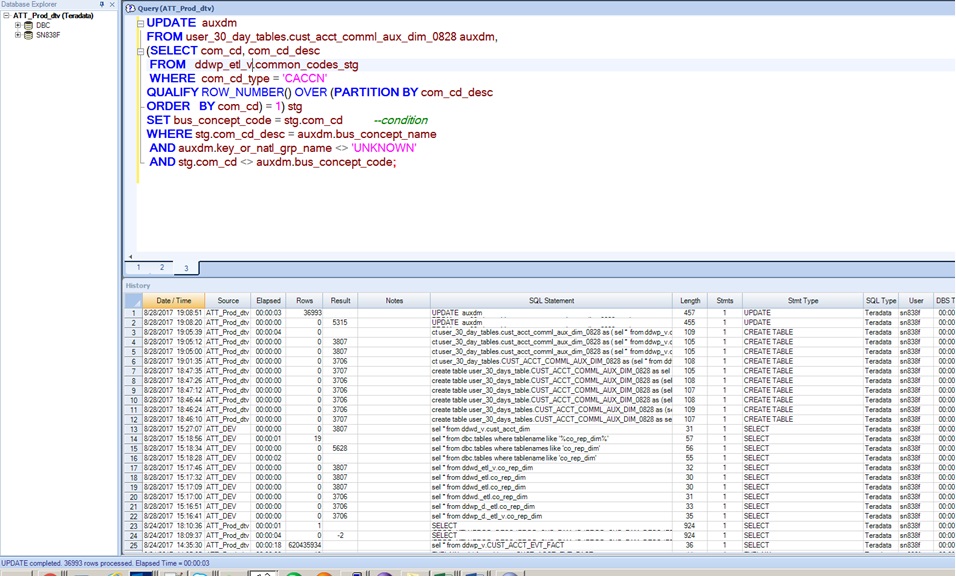 Database Explorer
ATT_Prod_dtv (Teradata)
DBC
SN838F
Query (ATT_Prod_dtv)
UPDATE auxdm
FROM user_30_day_tables.cust_acct_comml_aux_dim_0828 auxdm,
(SELECT com_cd, com_cd_desc
FROM ddwp_etl_v.common_codes_stg
WHERE com_cd_type = 'CACCN'
QUALIFY ROW_NUMBER() OVER (PARTITION BY com_cd_desc
ORDER BY com_cd) = 1) stg
SET bus_concept_code = stg.com_cd --condition
WHERE stg.com_cd_desc = auxdm.bus_concept_name
AND auxdm.key_or_natl_grp_name <> 'UNKNOWN'
AND stg.com_cd <> auxdm.bus_concept_code;
1 2 3
History
Date / Time Source Elapsed Rows Result Notes SQL Statement Length Stmts Stmt Type SQL Type User DBS T
1 8/28/2017 19:08:51 ATT_Prod_dtv 00:00:03 36993 UPDATE auxdm 457 1 UPDATE Teradata sn838f 00:00
2 8/28/2017 19:08:20 ATT_Prod_dtv 00:00:00 0 5315 UPDATE auxdm 455 1 UPDATE Teradata sn838f 00:00
3 8/28/2017 19:05:39 ATT_Prod_dtv 00:00:04 0 ct user_30_day_tables.cust_acct_comml_aux_dim_0828 as ( sel * from ddwp_v.c 109 1 CREATE TABLE Teradata sn838f 00:00
4 8/28/2017 19:05:12 ATT_Prod_dtv 00:00:00 0 3807 ct user_30_day_tables.cust_acct_comml_aux_dim_0828 as ( sel * from ddwp_v.c 105 1 CREATE TABLE Teradata sn838f 00:00
5 8/28/2017 19:05:00 ATT_Prod_dtv 00:00:00 0 3807 ct user_30_day_tables.cust_acct_comml_aux_dim_0828 as ( sel * from ddwp_v.c 105 1 CREATE TABLE Teradata sn838f 00:00
6 8/28/2017 19:01:35 ATT_Prod_dtv 00:00:00 0 3706 ct user_30_day_tables.CUST_ACCT_COMML_AUX_DIM_0828 as (sel * from dd 108 1 CREATE TABLE Teradata sn838f 00:00
7 8/28/2017 18:47:35 ATT_Prod_dtv 00:00:00 0 3707 create table user_30_days_table.CUST_ACCT_COMML_AUX_DIM_0828 as sel 105 1 CREATE TABLE Teradata sn838f 00:00
8 8/28/2017 18:47:26 ATT_Prod_dtv 00:00:00 0 3706 create table user_30_days_table.CUST_ACCT_COMML_AUX_DIM_0828 as (se 108 1 CREATE TABLE Teradata sn838f 00:00
9 8/28/2017 18:47:12 ATT_Prod_dtv 00:00:00 0 3706 create table user_30_days_table.CUST_ACCT_COMML_AUX_DIM_0828 as (se 107 1 CREATE TABLE Teradata sn838f 00:00
10 8/28/2017 18:46:44 ATT_Prod_dtv 00:00:00 0 3706 create table user_30_days_table.CUST_ACCT_COMML_AUX_DIM_0828 as (se 108 1 CREATE TABLE Teradata sn838f 00:00
11 8/28/2017 18:46:24 ATT_Prod_dtv 00:00:00 0 3706 create table user_30_days_tables.CUST_ACCT_COMML_AUX_DIM_0828 as (s 109 1 CREATE TABLE Teradata sn838f 00:00
12 8/28/2017 18:46:10 ATT_Prod_dtv 00:00:00 0 3707 create table user_30_days_table.CUST_ACCT_COMML_AUX_DIM_0828 as (se 107 1 CREATE TABLE Teradata sn838f 00:00
13 8/28/2017 15:27:07 ATT_DEV 00:00:00 0 3807 sel * from ddwd_v.cust_acct_dim 31 1 SELECT Teradata sn838f 00:00
14 8/28/2017 15:18:56 ATT_DEV 00:00:01 19 sel * from dbc.tables where tablename like '%co_rep_dim%' 57 1 SELECT Teradata sn838f 00:00
15 8/28/2017 15:18:34 ATT_DEV 00:00:00 0 5628 sel * from dbc.tables where tablenames like 'co_rep_dim' 56 1 SELECT Teradata sn838f 00:00
16 8/28/2017 15:18:28 ATT_DEV 00:00:02 0 sel * from dbc.tables where tablename like 'co_rep_dim' 55 1 SELECT Teradata sn838f 00:00
17 8/28/2017 15:17:46 ATT_DEV 00:00:00 0 3807 sel * from ddwd_etl_v.co_rep_dim 32 1 SELECT Teradata sn838f 00:00
18 8/28/2017 15:17:32 ATT_DEV 00:00:00 0 3807 sel * from ddwd_etl.co_rep_dim 30 1 SELECT Teradata sn838f 00:00
19 8/28/2017 15:17:09 ATT_DEV 00:00:00 0 3807 sel * from ddwp_etl.co_rep_dim 30 1 SELECT Teradata sn838f 00:00
20 8/28/2017 15:17:00 ATT_DEV 00:00:00 0 3706 sel * from ddwd_.etl.co_rep_dim 31 1 SELECT Teradata sn838f 00:00
21 8/28/2017 15:16:51 ATT_DEV 00:00:00 0 3706 sel * from ddwp_d_.etl.co_rep_dim 33 1 SELECT Teradata sn838f 00:00
22 8/28/2017 15:16:41 ATT_DEV 00:00:00 0 3706 sel * from ddwp_d._etl_v.co_rep_dim 35 1 SELECT Teradata sn838f 00:00
23 8/24/2017 18:10:36 ATT_Prod_dtv 00:00:01 1 SELECT 924 1 SELECT Teradata sn838f 00:00
24 8/24/2017 18:09:37 ATT_Prod_dtv 00:00:04 0 -2 SELECT 924 1 SELECT Teradata sn838f 00:00
25 8/24/2017 14:35:30 ATT_Prod_dtv 00:00:18 620435934 sel * from ddwp_v.CUST_ACCT_EVT_FACT 36 1 SELECT Teradata sn838f 00:00
UPDATE completed. 36993 rows processed. Elapsed Time = 00:00:03